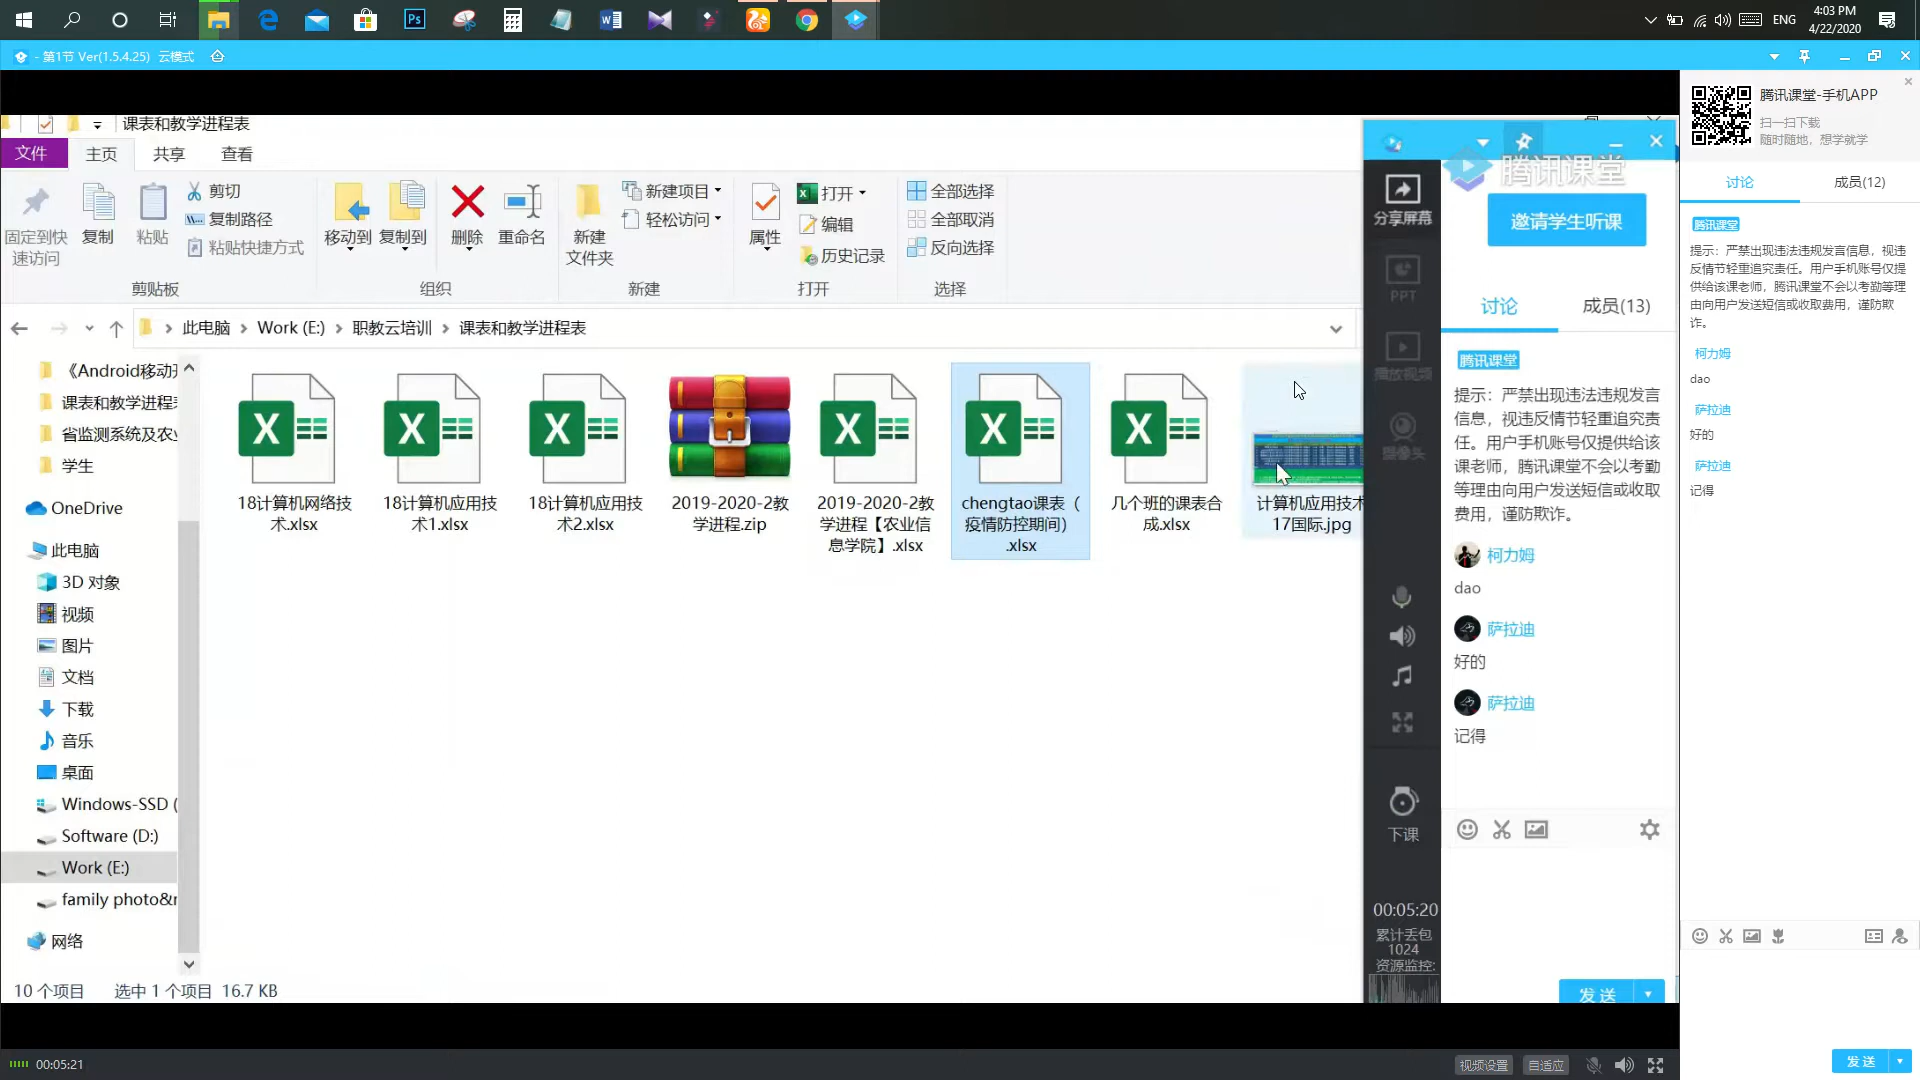 ENG
4:03 PM
4/22/2020
- 第1节 Ver(1.5.4.25) 云模式
课表和教学进程表
文件
主页
共享
查看
固定到快
速访问
复制
粘贴
剪切
复制路径
粘贴快捷方式
剪贴板
移动到
复制到
删除
重命名
组织
新建
文件夹
新建项目
轻松访问
新建
属性
打开
编辑
历史记录
打开
全部选择
全部取消
反向选择
选择
此电脑
Work (E:)
职教云培训
课表和教学进程表
《Android移动开
课表和教学进程表
省监测系统及农业
学生
OneDrive
此电脑
3D 对象
视频
图片
文档
下载
音乐
桌面
Windows-SSD (
Software (D:)
Work (E:)
family photo&
网络
18计算机网络技
术.xlsx
18计算机应用技
术1.xlsx
18计算机应用技
术2.xlsx
2019-2020-2教
学进程.zip
2019-2020-2教
学进程【农业信
息学院】.xlsx
chengtao课表（
疫情防控期间）
.xlsx
几个班的课表合
成.xlsx
计算机应用技术
17国际.jpg
10 个项目
选中 1 个项目 16.7 KB
腾讯课堂
分享屏幕
PPT
播放视频
摄像头
下课
00:05:20
累计丢包
1024
资源监控:
邀请学生听课
讨论
成员(13)
腾讯课堂
提示：严禁出现违法违规发言
信息，视违反情节轻重追究责
任。用户手机账号仅提供给该
课老师，腾讯课堂不会以考勤
等理由向用户发送短信或收取
费用，谨防欺诈。
柯力姆
dao
萨拉迪
好的
萨拉迪
记得
发 送
腾讯课堂-手机APP
扫一扫下载
随时随地，想学就学
讨论
成员(12)
腾讯课堂
提示：严禁出现违法违规发言信息，视违
反情节轻重追究责任。用户手机账号仅提
供给该课老师，腾讯课堂不会以考勤等理
由向用户发送短信或收取费用，谨防欺
诈。
柯力姆
dao
萨拉迪
好的
萨拉迪
记得
发 送
00:05:21
视频设置
自适应